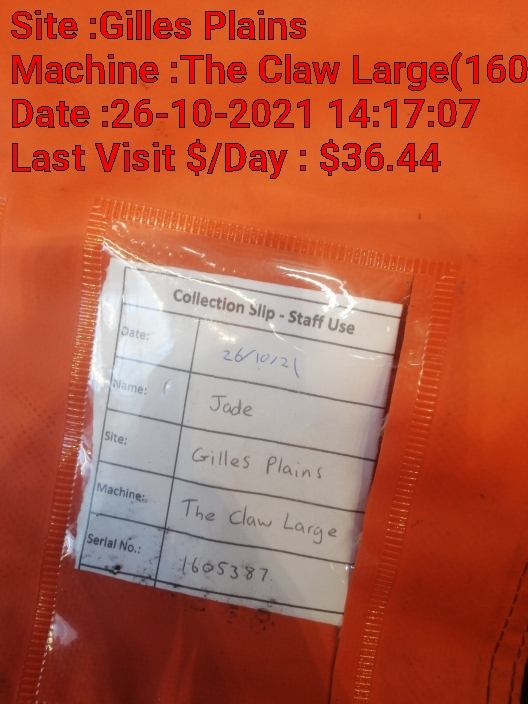 Site :Gilles Plains
Machine :The Claw Large(160
Date :26-10-2021 14:17:07
Last Visit $/Day : $36.44
Collection Slip - Staff Use
Date: 26/10/21
Name: Jade
Site: Gilles Plains
Machine: The Claw Large
Serial No.: 1605387